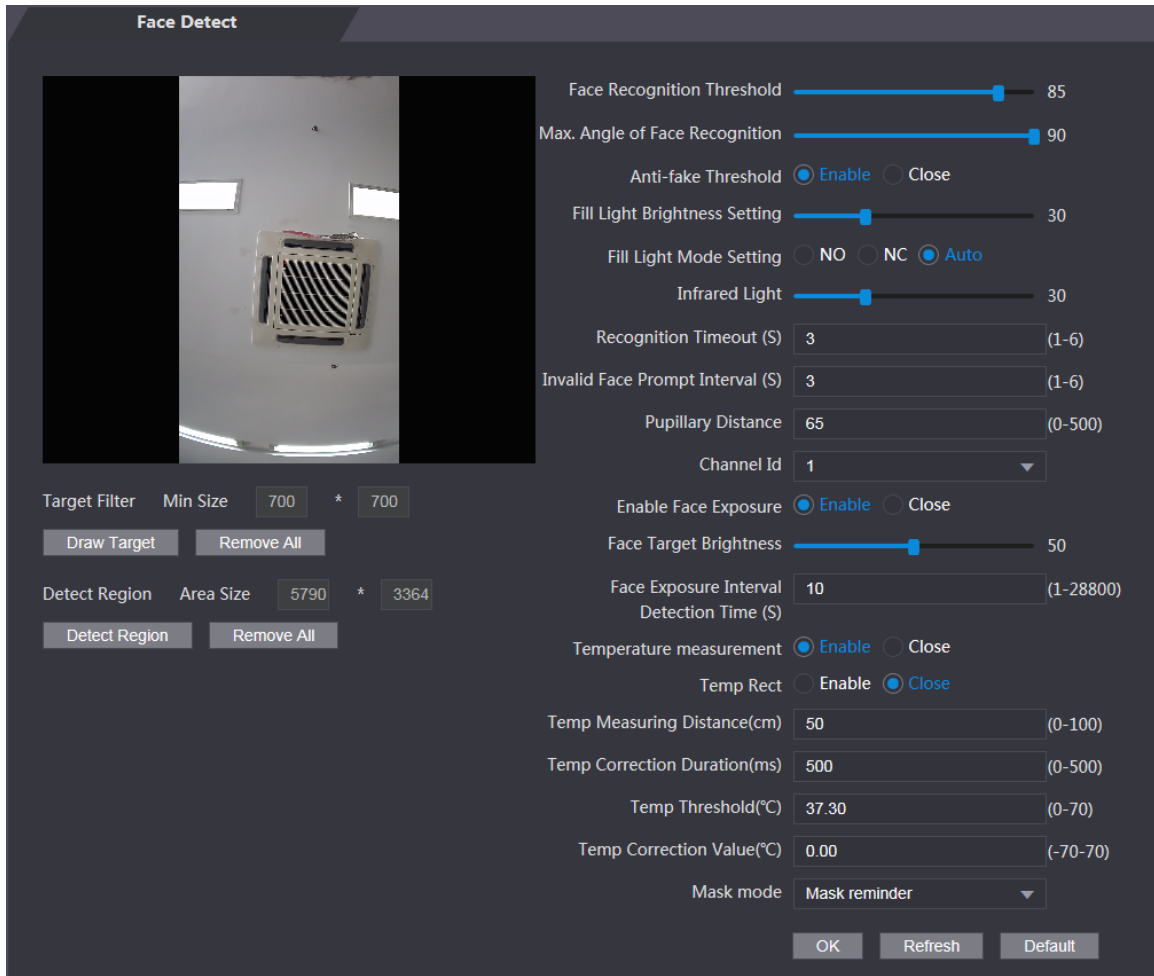 Face Detect
Face Recognition Threshold 85
Max. Angle of Face Recognition 90
Anti-fake Threshold Enable Close
Fill Light Brightness Setting 30
Fill Light Mode Setting NO NC Auto
Infrared Light 30
Recognition Timeout (S) 3 (1-6)
Invalid Face Prompt Interval (S) 3 (1-6)
Pupillary Distance 65 (0-500)
Channel Id 1
Enable Face Exposure Enable Close
Face Target Brightness 50
Face Exposure Interval 10 (1-28800)
Detection Time (S)
Temperature measurement Enable Close
Temp Rect Enable Close
Temp Measuring Distance(cm) 50 (0-100)
Temp Correction Duration(ms) 500 (0-500)
Temp Threshold(℃) 37.30 (0-70)
Temp Correction Value(℃) 0.00 (-70-70)
Mask mode Mask reminder
OK Refresh Default
Target Filter Min Size 700 * 700
Draw Target Remove All
Detect Region Area Size 5790 * 3364
Detect Region Remove All